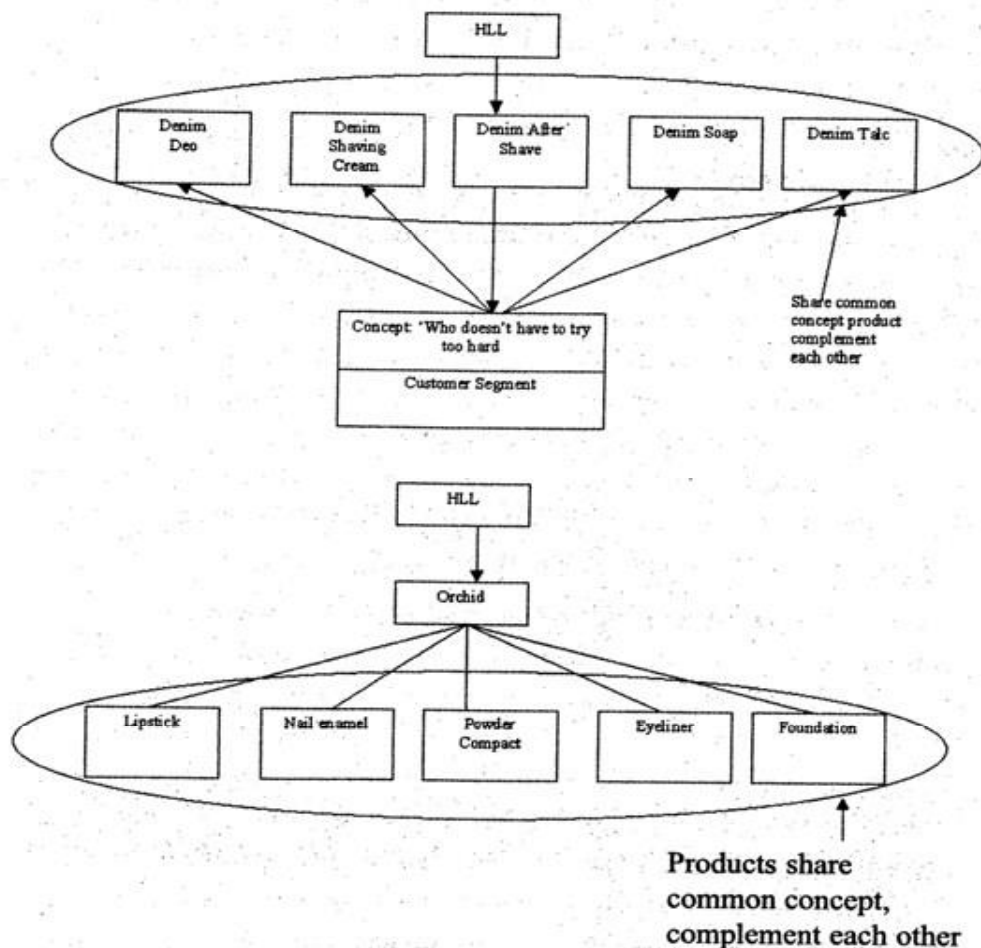 HLL
Denim
Deo
Denim
Shaving
Cream
Denim After
Shave
Denim Soap
Denim Talc
Share common
concept product
complement
each other
Concept: 'Who doesn't have to try
too hard
Customer Segment
HLL
Orchid
Lipstick
Nail enamel
Powder
Compact
Eyeliner
Foundation
Products share
common concept,
complement each other